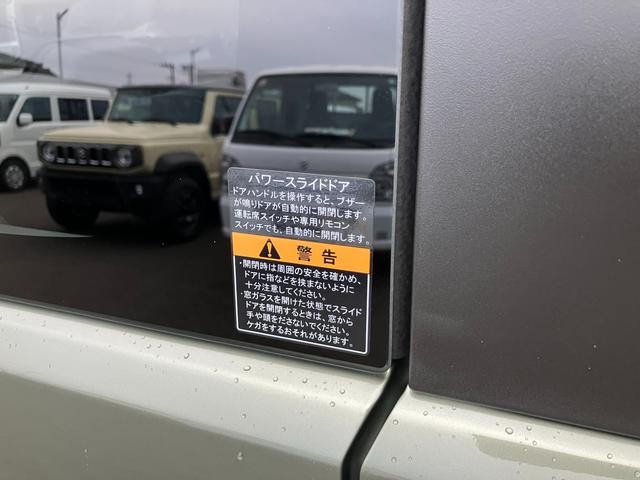 パワースライドドア
ドアハンドルを操作すると、ブザー
が鳴りドアが自動的に開閉します。
運転席スイッチや専用リモコン
スイッチでも、自動的に開閉します。
警告
・開閉時は周囲の安全を確かめ、
ドアに指などを挟まないように
十分注意してください。
・窓ガラスを開けた状態でスライド
ドアを開閉するときは、窓から
手や頭をださないでください。
ケガをするおそれがあります。